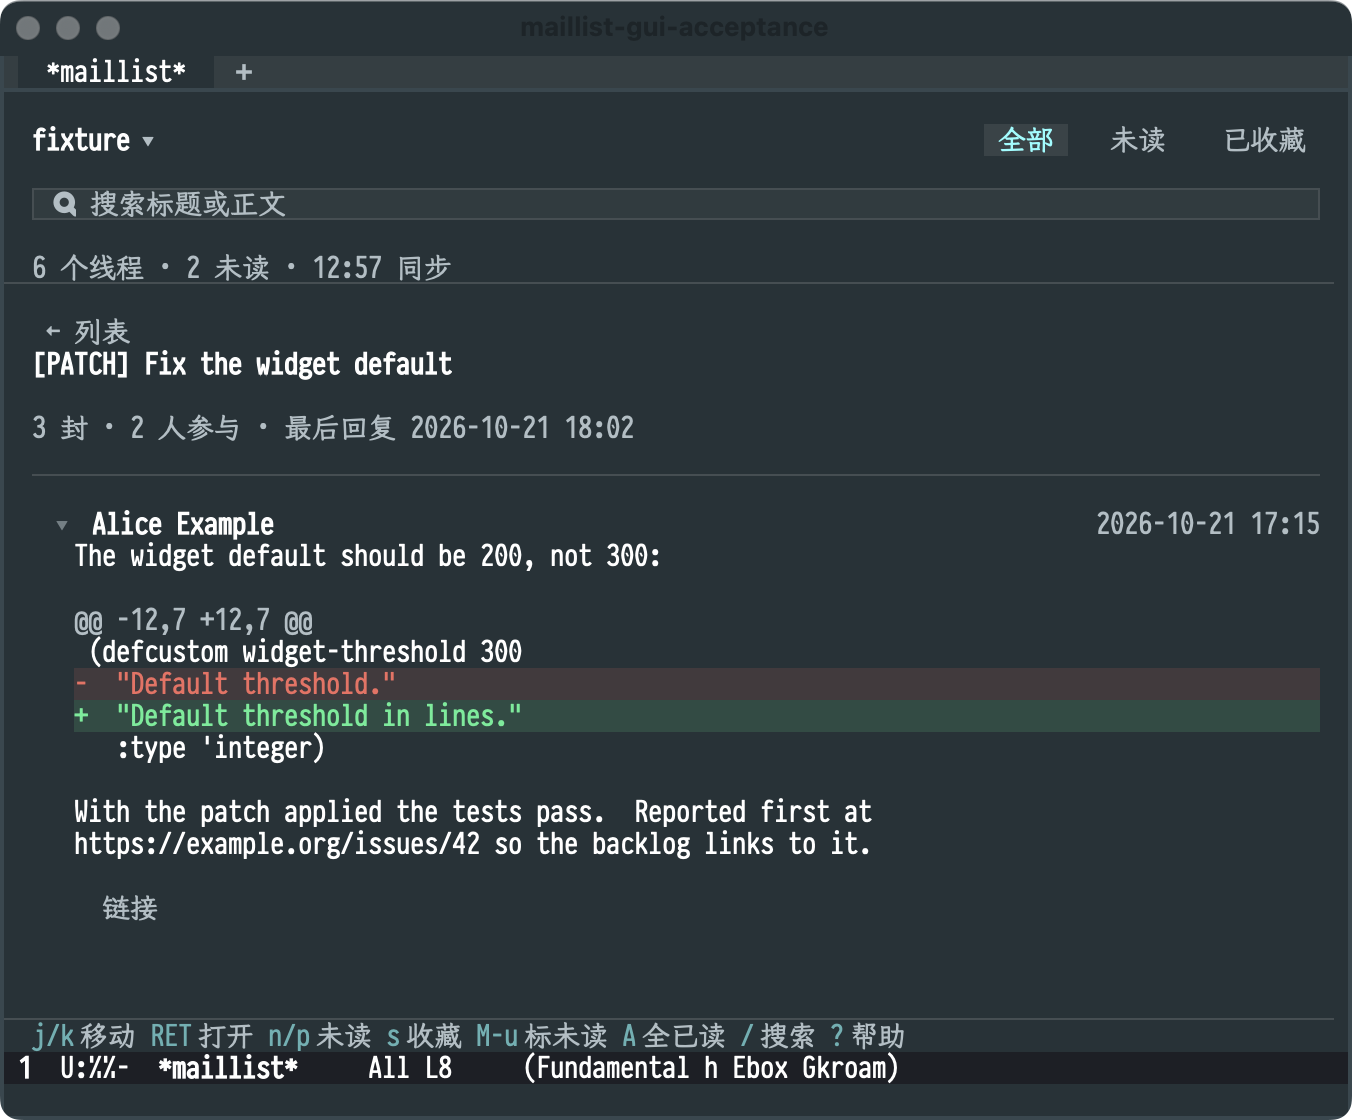 maillist-gui-acceptance
*maillist* +
fixture ▾ 全部 未读 已收藏
搜索标题或正文
6 个线程 · 2 未读 · 12:57 同步
← 列表
[PATCH] Fix the widget default
3 封 · 2 人参与 · 最后回复 2026-10-21 18:02
▾ Alice Example 2026-10-21 17:15
The widget default should be 200, not 300:
@@ -12,7 +12,7 @@
(defcustom widget-threshold 300
- "Default threshold."
+ "Default threshold in lines."
:type 'integer)
With the patch applied the tests pass.  Reported first at
https://example.org/issues/42 so the backlog links to it.
链接
j/k 移动 RET 打开 n/p 未读 s 收藏 M-u 标未读 A 全已读 / 搜索 ? 帮助
1 U:%%- *maillist* All L8 (Fundamental h Ebox Gkroam)